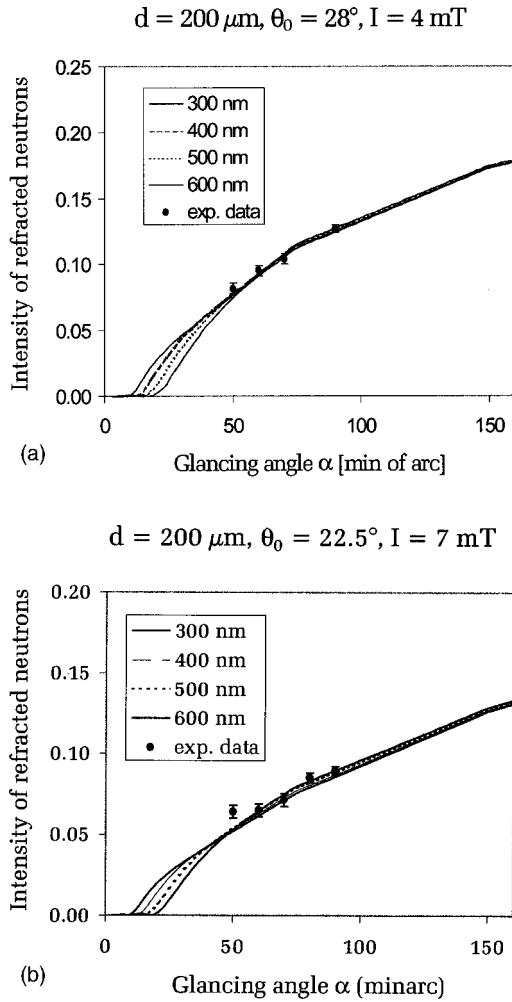 d = 200 μm, θ₀ = 28°, I = 4 mT
0.25
0.20
0.15
0.10
0.05
0.00
Intensity of refracted neutrons
300 nm
400 nm
500 nm
600 nm
exp. data
0 50 100 150
Glancing angle α [min of arc]
(a)
d = 200 μm, θ₀ = 22.5°, I = 7 mT
0.20
0.15
0.10
0.05
0.00
Intensity of refracted neutrons
300 nm
400 nm
500 nm
600 nm
exp. data
0 50 100 150
Glancing angle α (minarc)
(b)